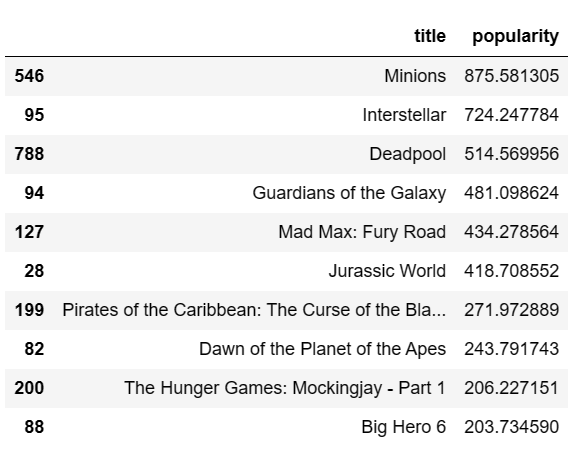 title popularity
546 Minions 875.581305
95 Interstellar 724.247784
788 Deadpool 514.569956
94 Guardians of the Galaxy 481.098624
127 Mad Max: Fury Road 434.278564
28 Jurassic World 418.708552
199 Pirates of the Caribbean: The Curse of the Bla... 271.972889
82 Dawn of the Planet of the Apes 243.791743
200 The Hunger Games: Mockingjay - Part 1 206.227151
88 Big Hero 6 203.734590